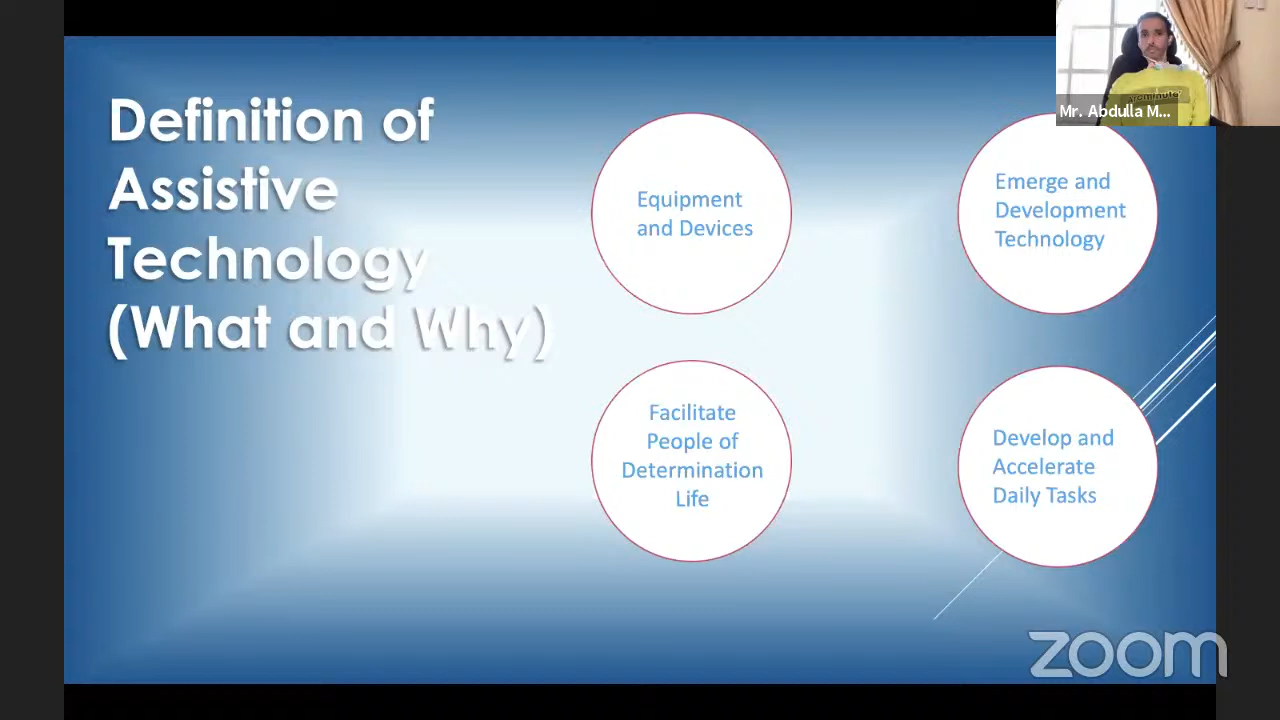 Definition of
Assistive
Technology
(What and Why)
Equipment
and Devices
Emerge and
Development
Technology
Facilitate
People of
Determination
Life
Develop and
Accelerate
Daily Tasks
arcminute
Mr. Abdulla M...
zoom